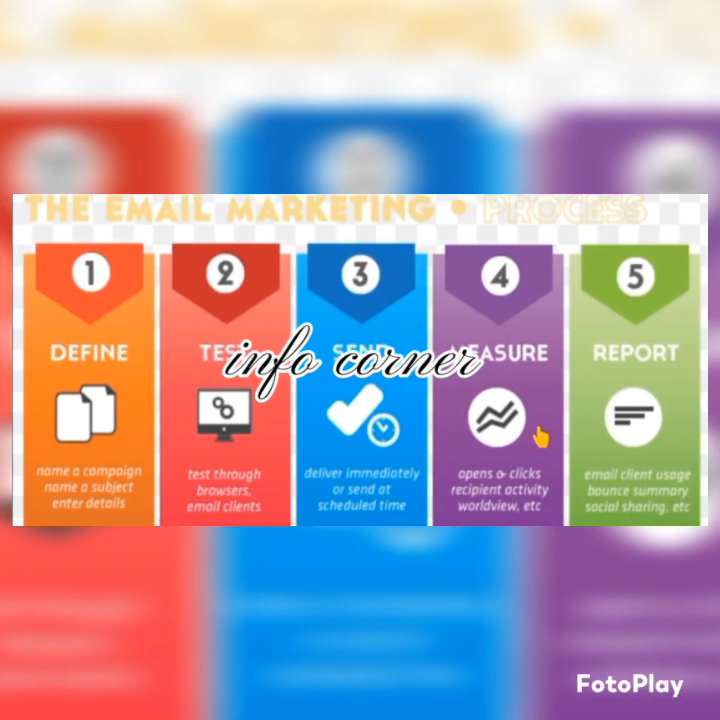 THE EMAIL MARKETING • PROCESS
1 2 3 4 5
DEFINE TEST SEND MEASURE REPORT
info corner
name a campaign
name a subject
enter details
test through
browsers,
email clients
deliver immediately
or send at
scheduled time
opens & clicks
recipient activity
worldview, etc
email client usage
bounce summary
social sharing, etc
FotoPlay